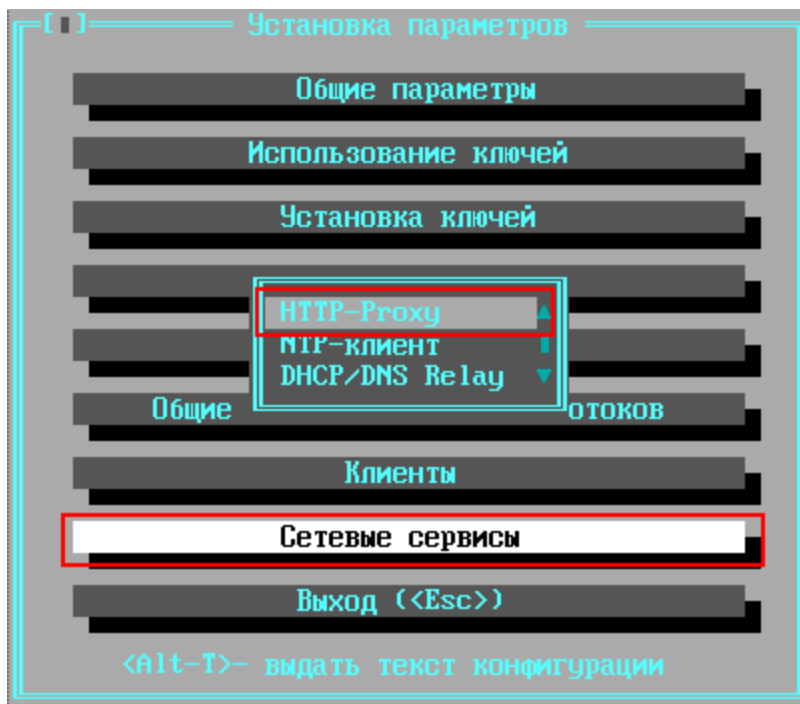 Установка параметров
Общие параметры
Использование ключей
Установка ключей
HTTP-Proxy
NTP-клиент
DHCP/DNS Relay
Общие отоков
Клиенты
Сетевые сервисы
Выход (<Esc>)
<Alt-T>- выдать текст конфигурации